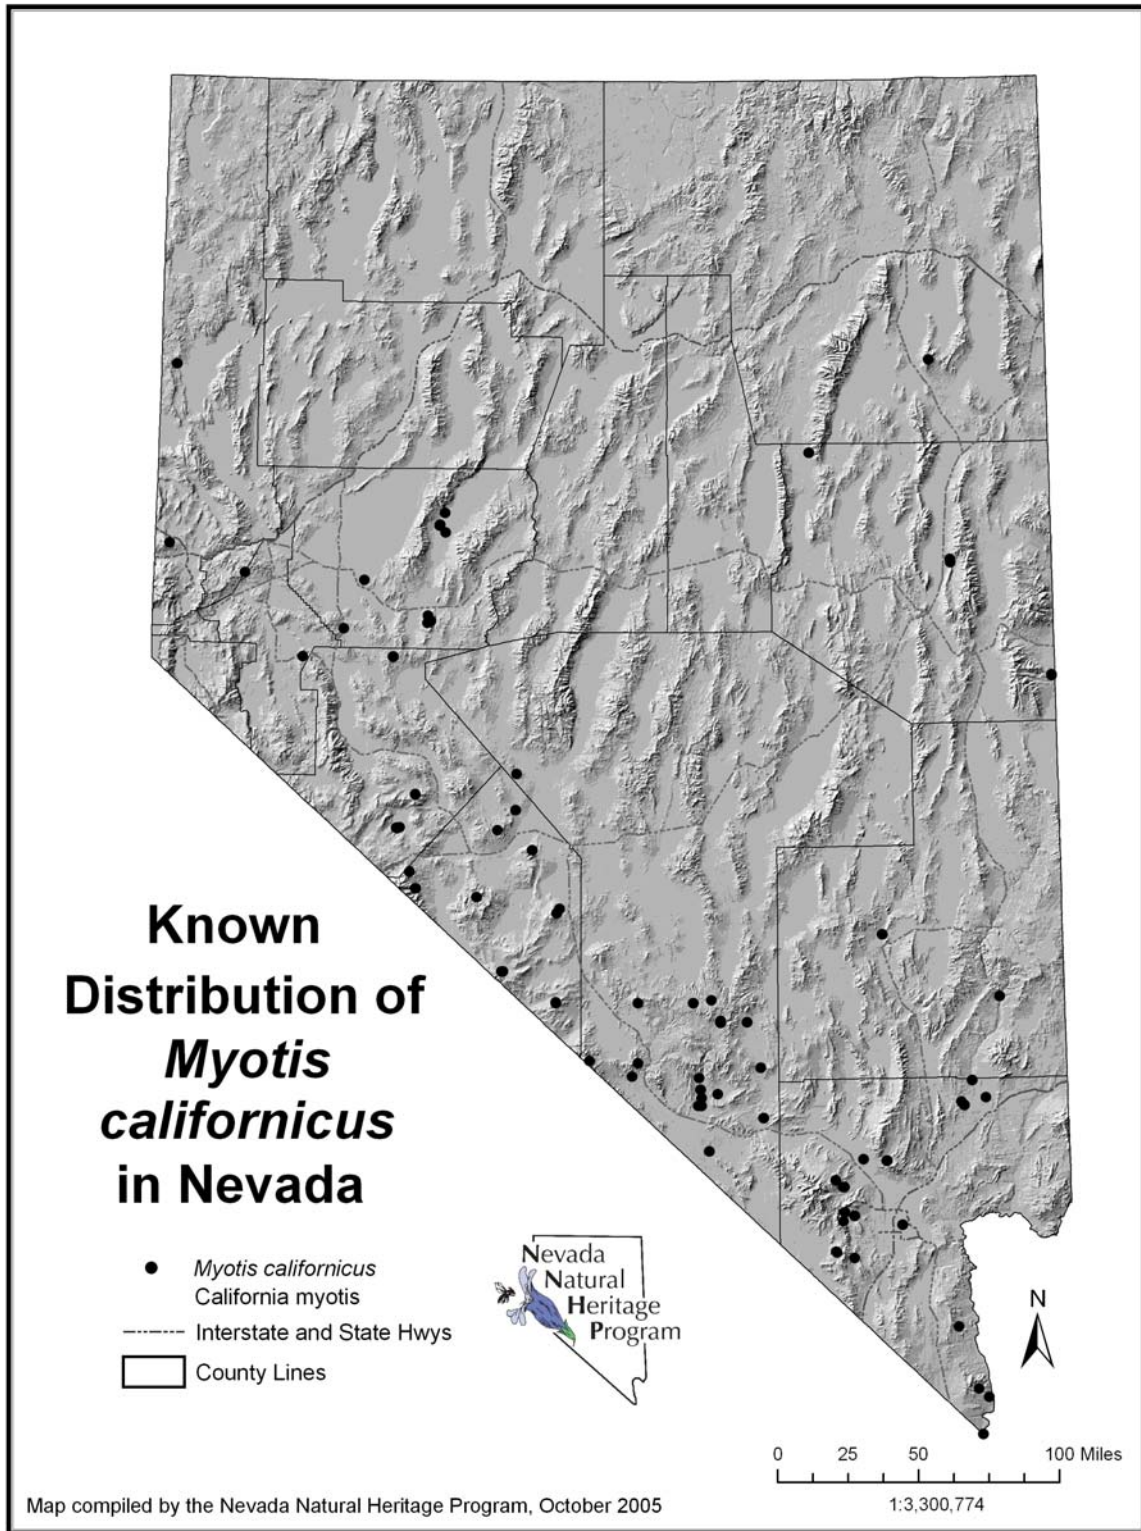 Known
Distribution of
Myotis
californicus
in Nevada
Myotis californicus
California myotis
Interstate and State Hwys
County Lines
Nevada
Natural
Heritage
Program
N
0 25 50 100 Miles
1:3,300,774
Map compiled by the Nevada Natural Heritage Program, October 2005